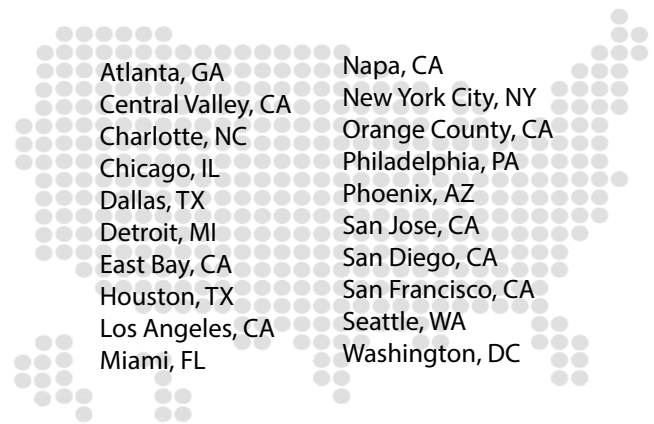 Atlanta, GA
Central Valley, CA
Charlotte, NC
Chicago, IL
Dallas, TX
Detroit, MI
East Bay, CA
Houston, TX
Los Angeles, CA
Miami, FL
Napa, CA
New York City, NY
Orange County, CA
Philadelphia, PA
Phoenix, AZ
San Jose, CA
San Diego, CA
San Francisco, CA
Seattle, WA
Washington, DC